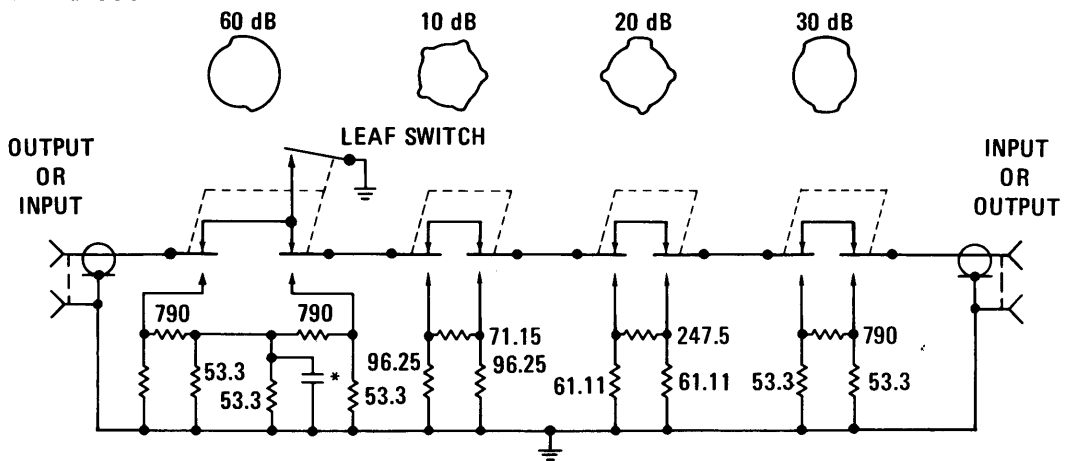 60 dB
10 dB
20 dB
30 dB
LEAF SWITCH
OUTPUT
OR
INPUT
INPUT
OR
OUTPUT
790
790
71.15
247.5
790
53.3
53.3
*
53.3
96.25
96.25
61.11
61.11
53.3
53.3